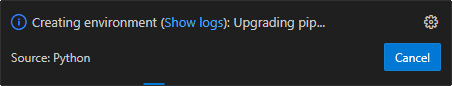 Creating environment (Show logs): Upgrading pip...
Source: Python
Cancel